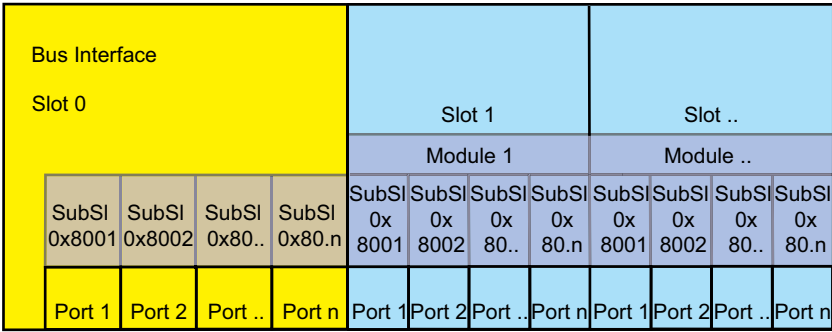 Bus Interface
Slot 0
Slot 1
Slot ..
Module 1
Module ..
SubSl 0x8001
SubSl 0x8002
SubSl 0x80..
SubSl 0x80.n
SubSl 0x 8001
SubSl 0x 8002
SubSl 0x 80..
SubSl 0x 80.n
SubSl 0x 8001
SubSl 0x 8002
SubSl 0x 80..
SubSl 0x 80.n
Port 1
Port 2
Port ..
Port n
Port 1
Port 2
Port ..
Port n
Port 1
Port 2
Port ..
Port n